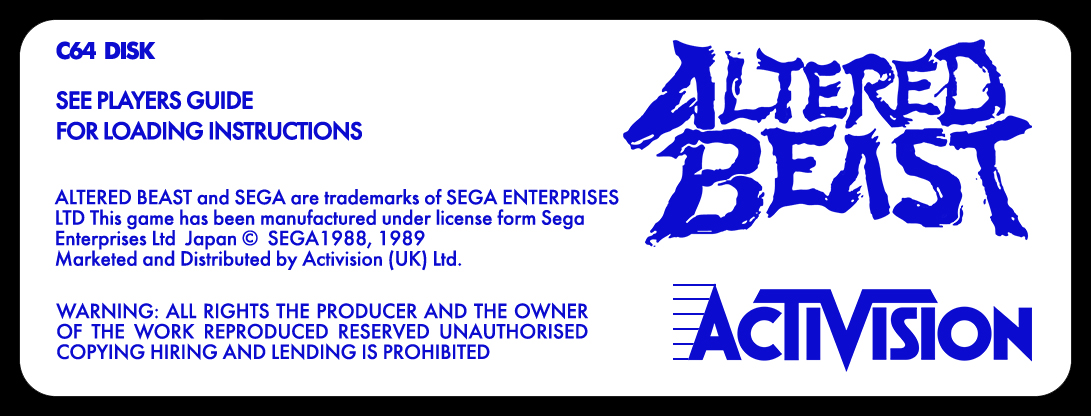 C64 DISK
SEE PLAYERS GUIDE
FOR LOADING INSTRUCTIONS
ALTERED BEAST and SEGA are trademarks of SEGA ENTERPRISES
LTD This game has been manufactured under license form Sega
Enterprises Ltd Japan © SEGA1988, 1989
Marketed and Distributed by Activision (UK) Ltd.
WARNING: ALL RIGHTS THE PRODUCER AND THE OWNER
OF THE WORK REPRODUCED RESERVED UNAUTHORISED
COPYING HIRING AND LENDING IS PROHIBITED
ALTERED
BEAST
ACTIVISION